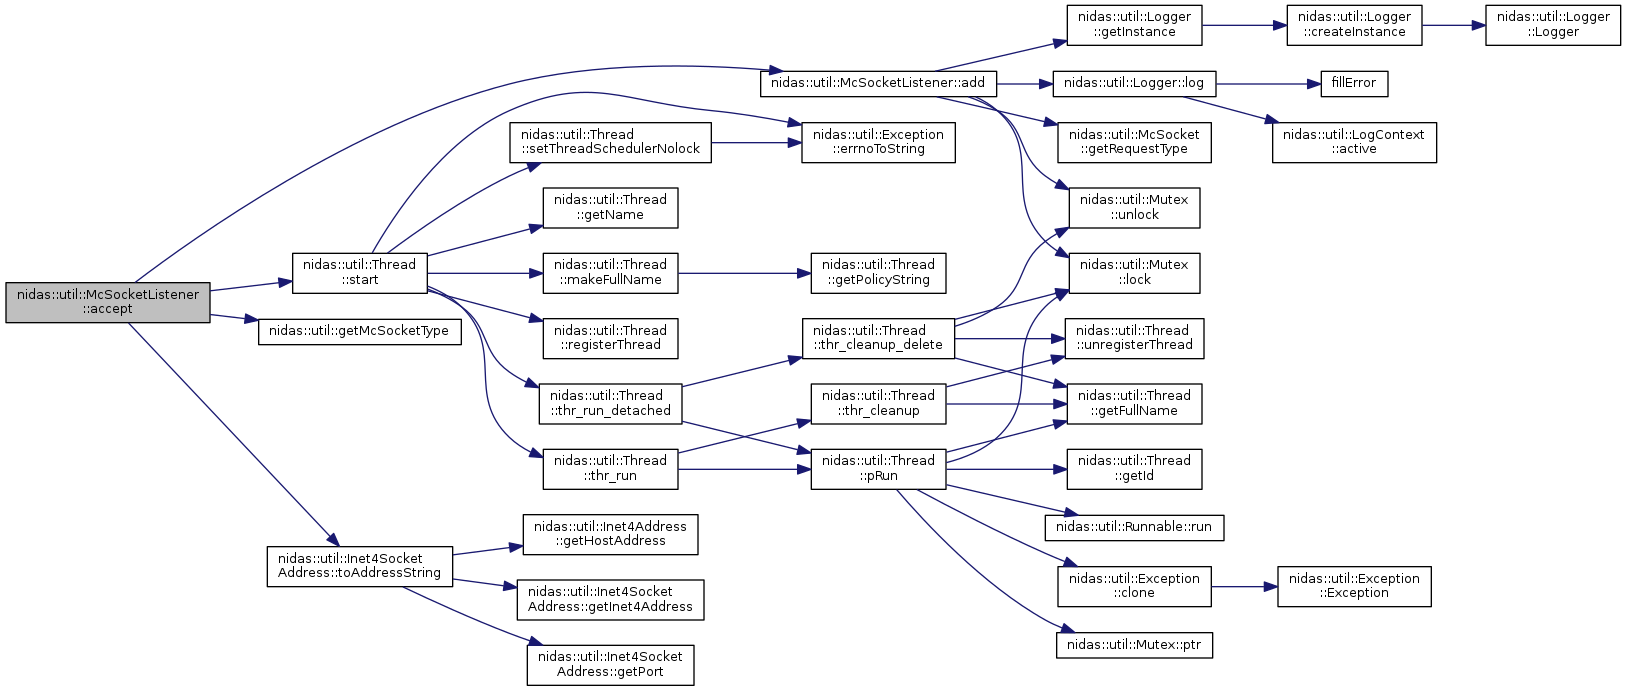 nidas::util::McSocketListener
::accept
nidas::util::McSocketListener::add
nidas::util::Thread
::start
nidas::util::getMcSocketType
nidas::util::Inet4Socket
Address::toAddressString
nidas::util::Logger
::getInstance
nidas::util::Logger
::createInstance
nidas::util::Logger
::Logger
nidas::util::Logger::log
fillError
nidas::util::LogContext
::active
nidas::util::McSocket
::getRequestType
nidas::util::Mutex
::unlock
nidas::util::Mutex
::lock
nidas::util::Thread
::setThreadSchedulerNolock
nidas::util::Exception
::errnoToString
nidas::util::Thread
::getName
nidas::util::Thread
::makeFullName
nidas::util::Thread
::getPolicyString
nidas::util::Thread
::registerThread
nidas::util::Thread
::thr_run_detached
nidas::util::Thread
::thr_run
nidas::util::Thread
::thr_cleanup_delete
nidas::util::Thread
::thr_cleanup
nidas::util::Thread
::pRun
nidas::util::Thread
::unregisterThread
nidas::util::Thread
::getFullName
nidas::util::Thread
::getId
nidas::util::Runnable::run
nidas::util::Exception
::clone
nidas::util::Exception
::Exception
nidas::util::Mutex::ptr
nidas::util::Inet4Address
::getHostAddress
nidas::util::Inet4Socket
Address::getInet4Address
nidas::util::Inet4Socket
Address::getPort